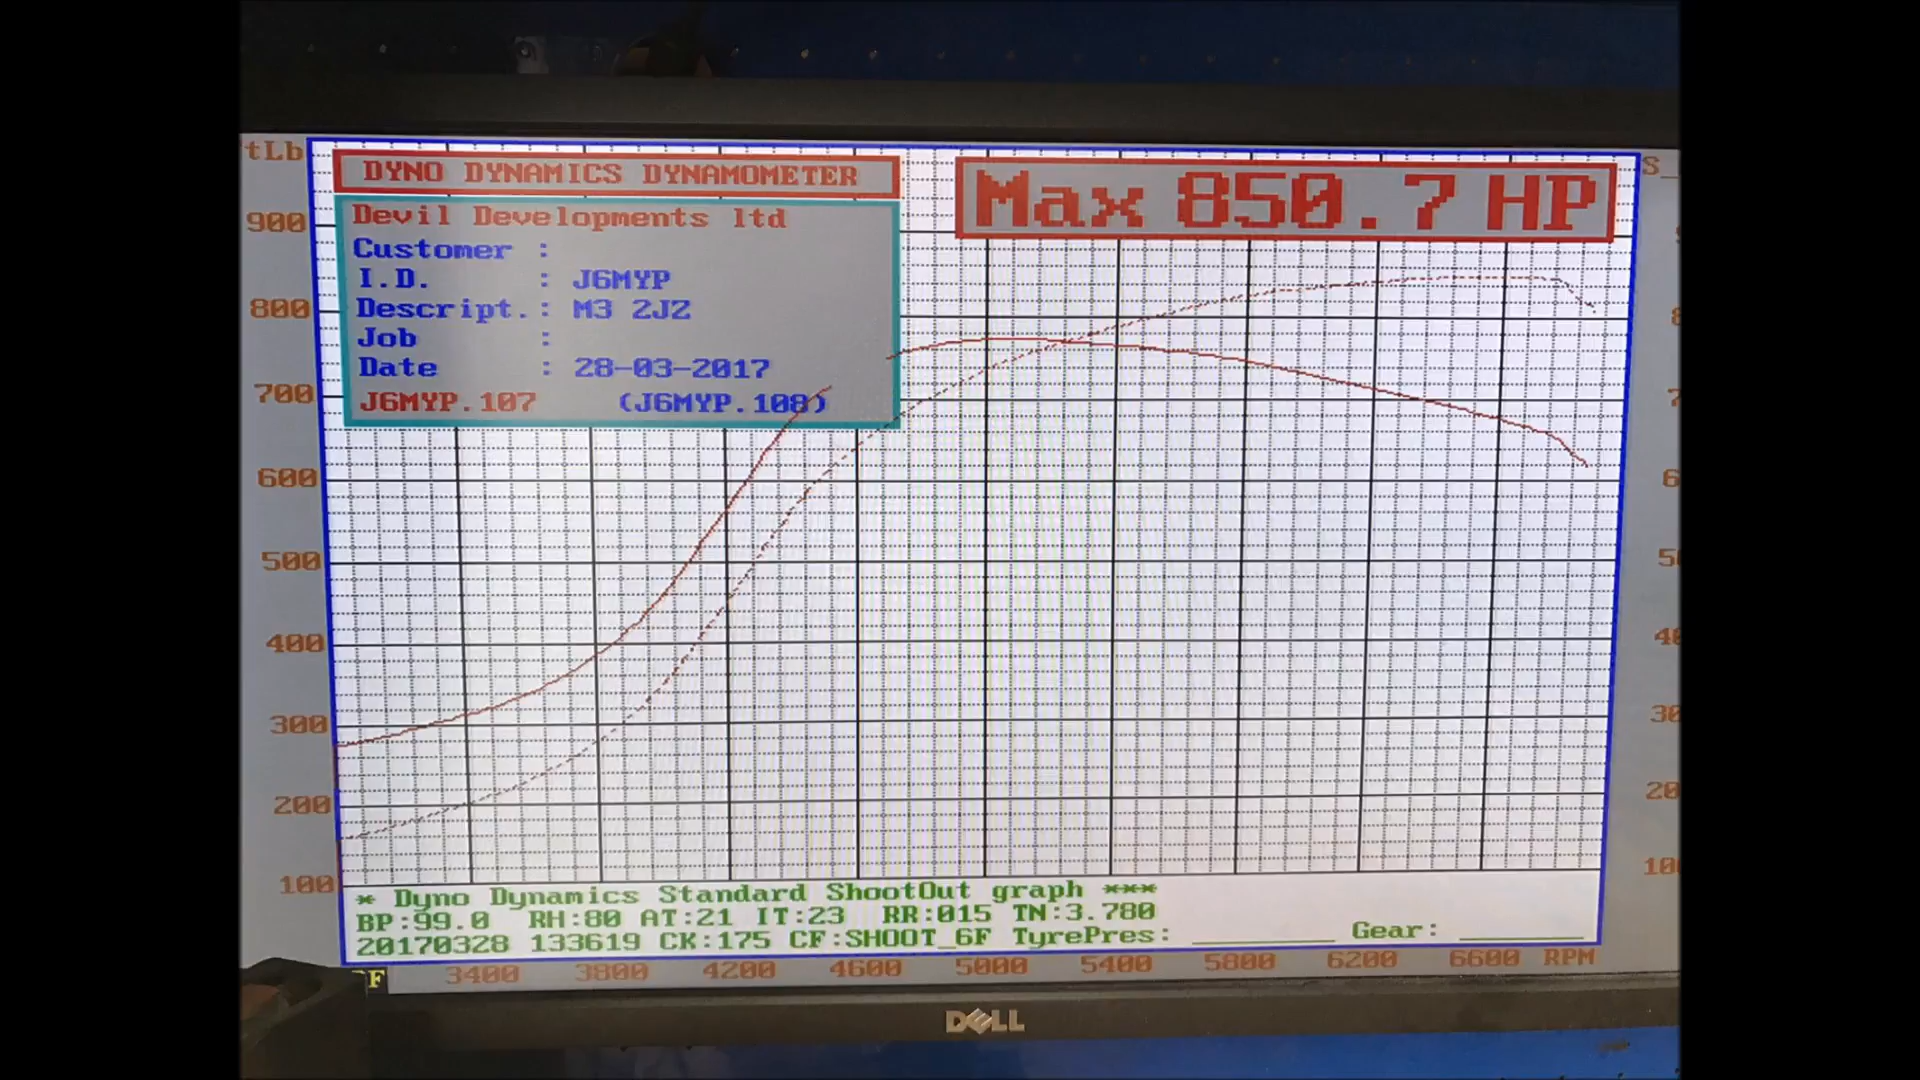 tLb
S_
DYNO DYNAMICS DYNAMOMETER
Max 850.7 HP
Devil Developments ltd
Customer :
I.D. : J6MYP
Descript.: M3 2JZ
Job :
Date : 28-03-2017
J6MYP.107 (J6MYP.108)
900
800
700
600
500
400
300
200
100
* Dyno Dynamics Standard ShootOut graph ***
BP:99.0 RH:80 AT:21 IT:23 RR:015 TN:3.780
20170328 133619 CK:175 CF:SHOOT_6F TyrePres: ________ Gear: ________
F 3400 3800 4200 4600 5000 5400 5800 6200 6600 RPM
DELL